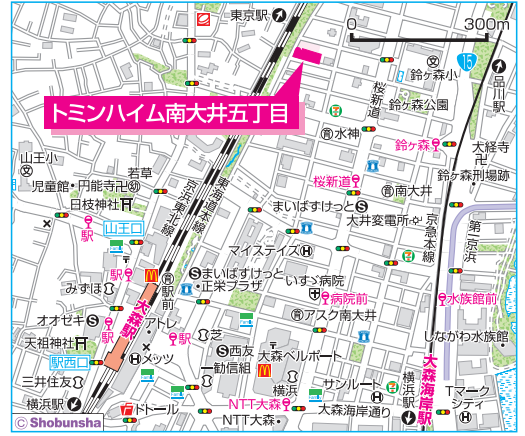 東京駅
0 300m
15
鈴ヶ森小
品川駅
桜新道
鈴ヶ森公園
トミンハイム南大井五丁目
水神
鈴ヶ森
大経寺
鈴ヶ森刑場跡
山王小
若草
児童館・円能寺
幼
日枝神社
東海道本線
京浜東北線
桜新道
南大井
まいばすけっと
大井変電所
京急本線
第一京浜
駅
山王口
マイステイズ
駅
みずほ
駅前
まいばすけっと
・正栄プラザ
いすゞ病院
病院前
水族館前
大森駅
オオゼキ
駅
アトレ
アスク南大井
天祖神社
駅
芝
しながわ水族館
駅西口
メッツ
西友
一勧信組
大森ベルポート
大森海岸駅
三井住友
横浜
サンルート
Tマーク
シティ
横浜駅
ドトール
NTT大森
大森海岸通り
横浜駅
NTT大森
© Shobunsha